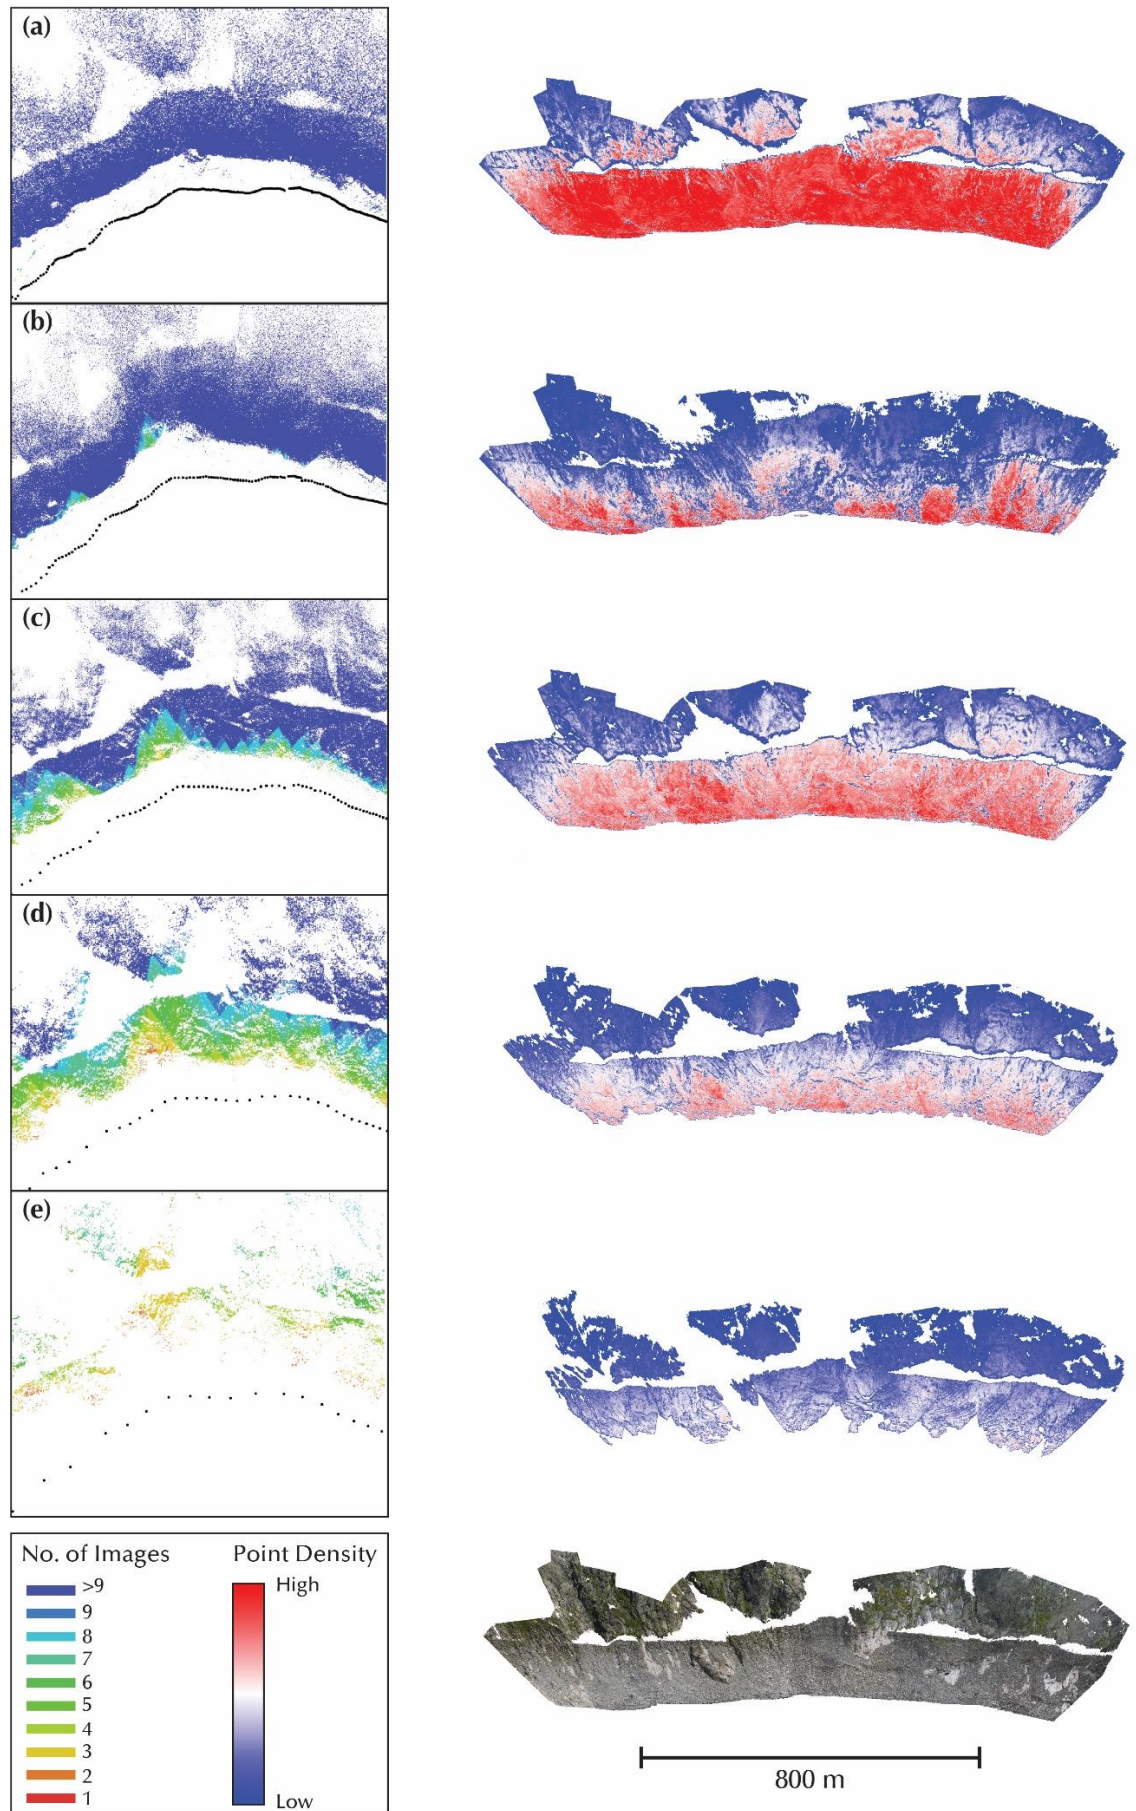 (a)
(b)
(c)
(d)
(e)
No. of Images
>9
9
8
7
6
5
4
3
2
1
Point Density
High
Low
800 m